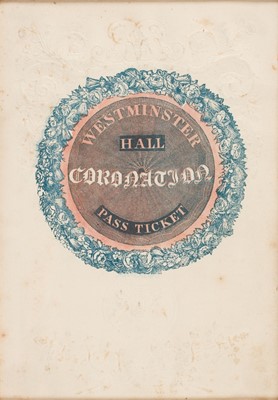 WESTMINSTER
HALL
CORONATION
PASS TICKET